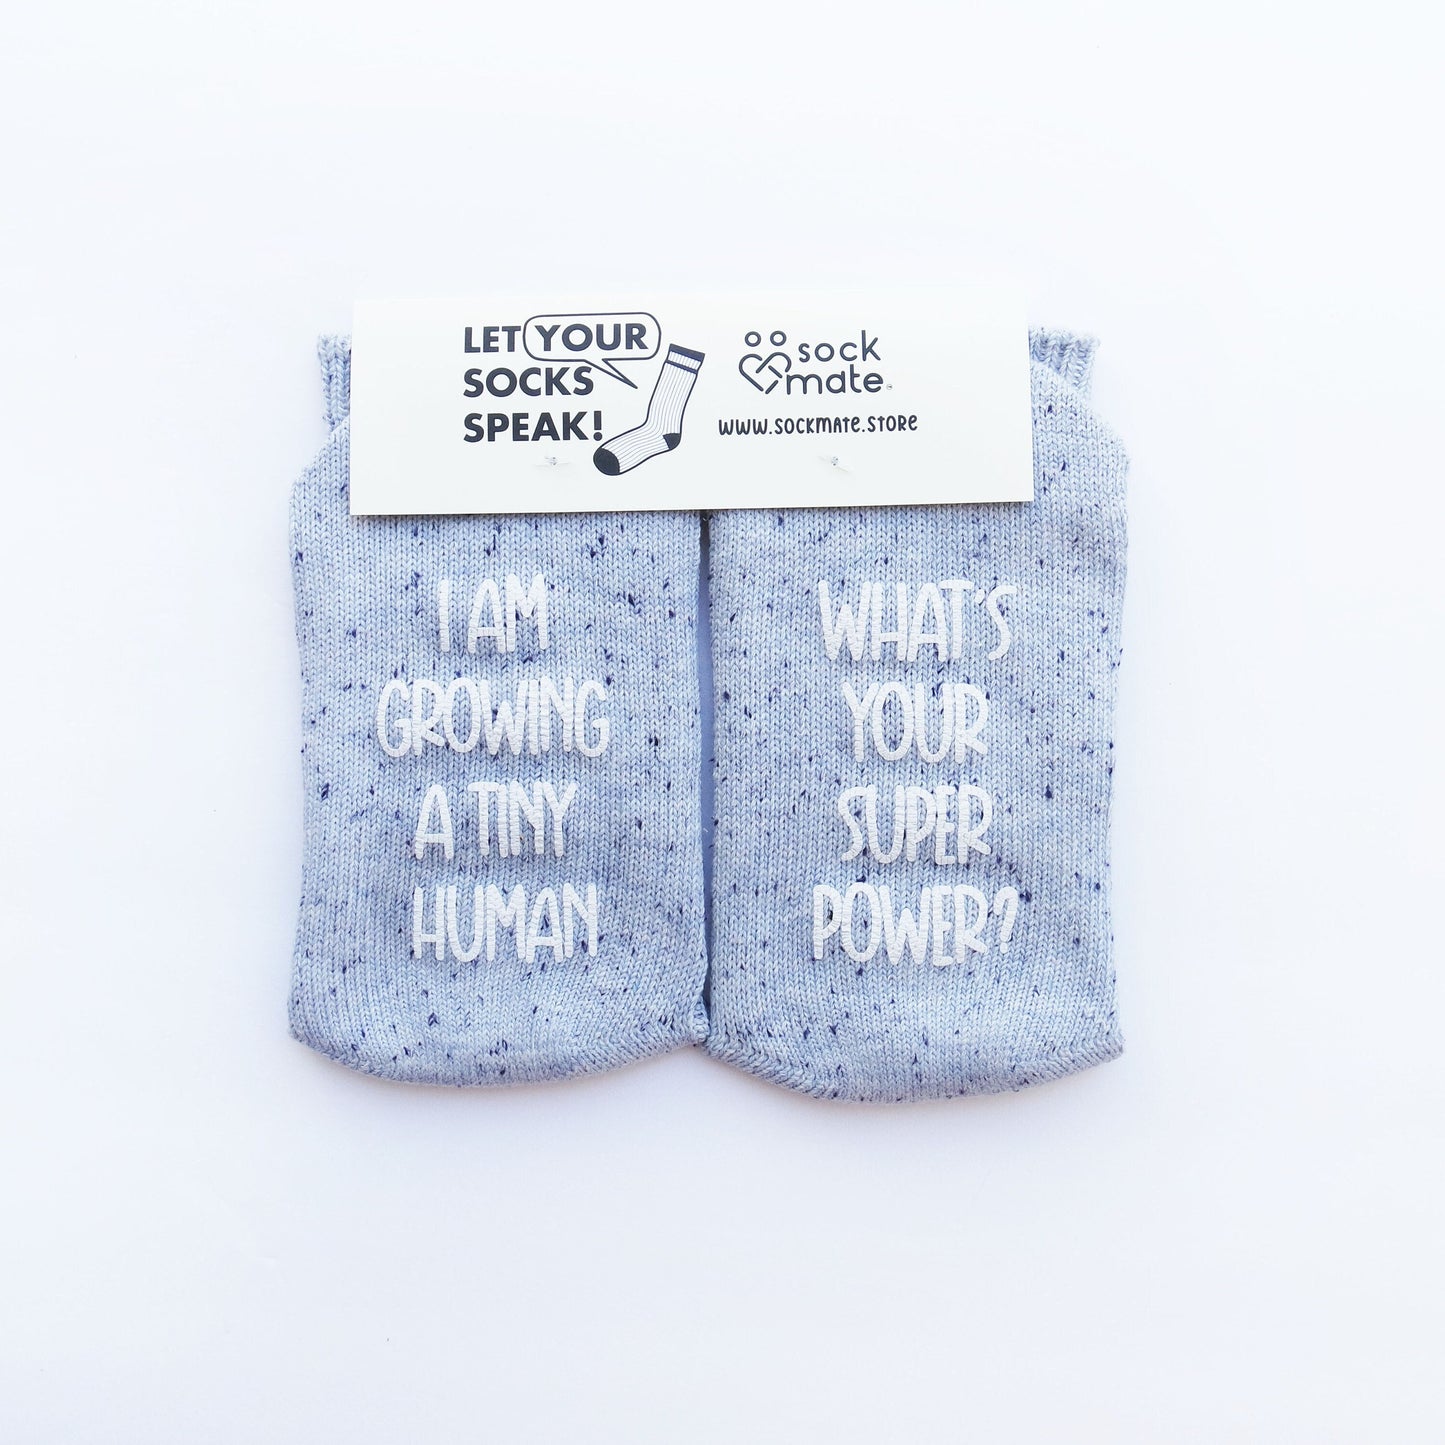 LET YOUR
SOCKS
SPEAK!
sock
mate
WWW.SOCKMATE.STORE
I AM
GROWING
A TINY
HUMAN
WHAT'S
YOUR
SUPER
POWER?